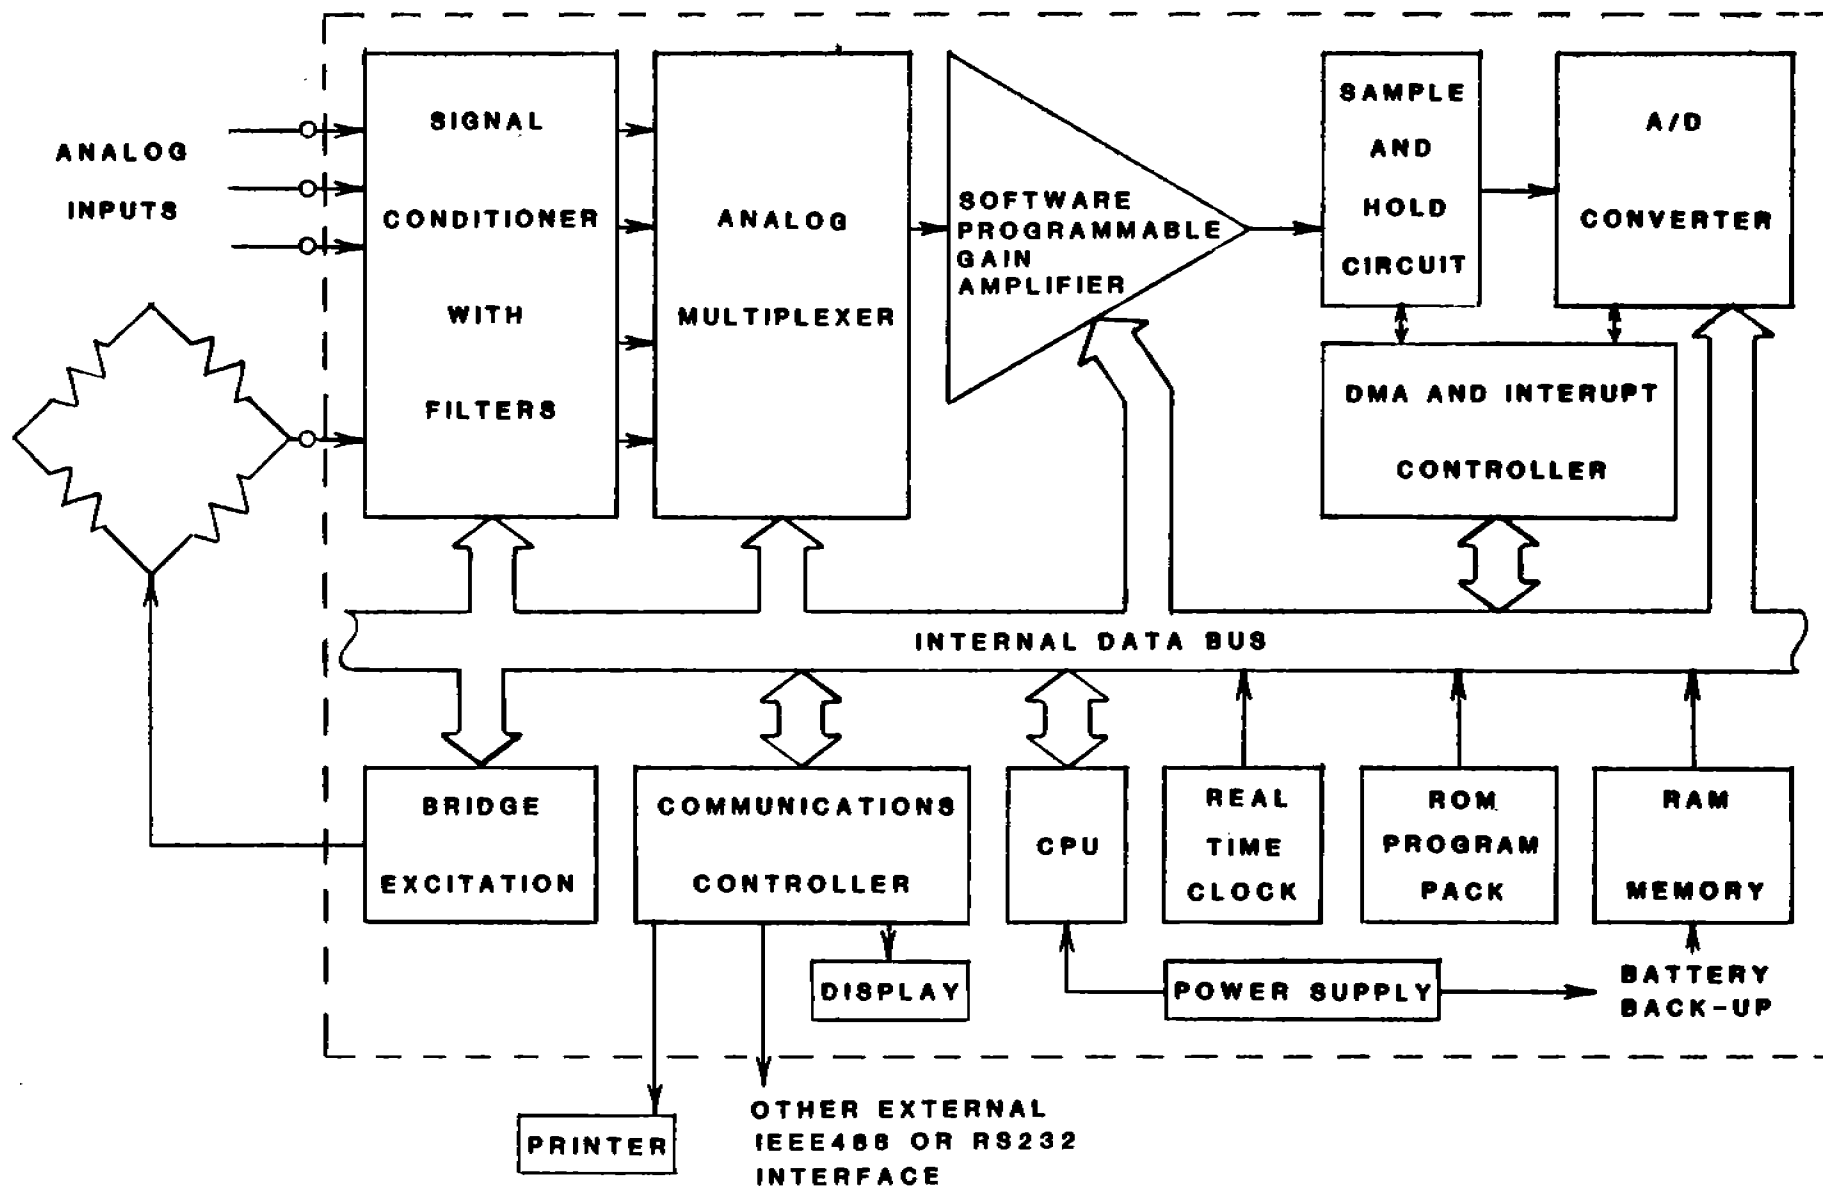 ANALOG
INPUTS
SIGNAL
CONDITIONER
WITH
FILTERS
ANALOG
MULTIPLEXER
SOFTWARE
PROGRAMMABLE
GAIN
AMPLIFIER
SAMPLE
AND
HOLD
CIRCUIT
A/D
CONVERTER
DMA AND INTERUPT
CONTROLLER
INTERNAL DATA BUS
BRIDGE
EXCITATION
COMMUNICATIONS
CONTROLLER
CPU
REAL
TIME
CLOCK
ROM
PROGRAM
PACK
RAM
MEMORY
DISPLAY
POWER SUPPLY
BATTERY
BACK-UP
PRINTER
OTHER EXTERNAL
IEEE488 OR RS232
INTERFACE